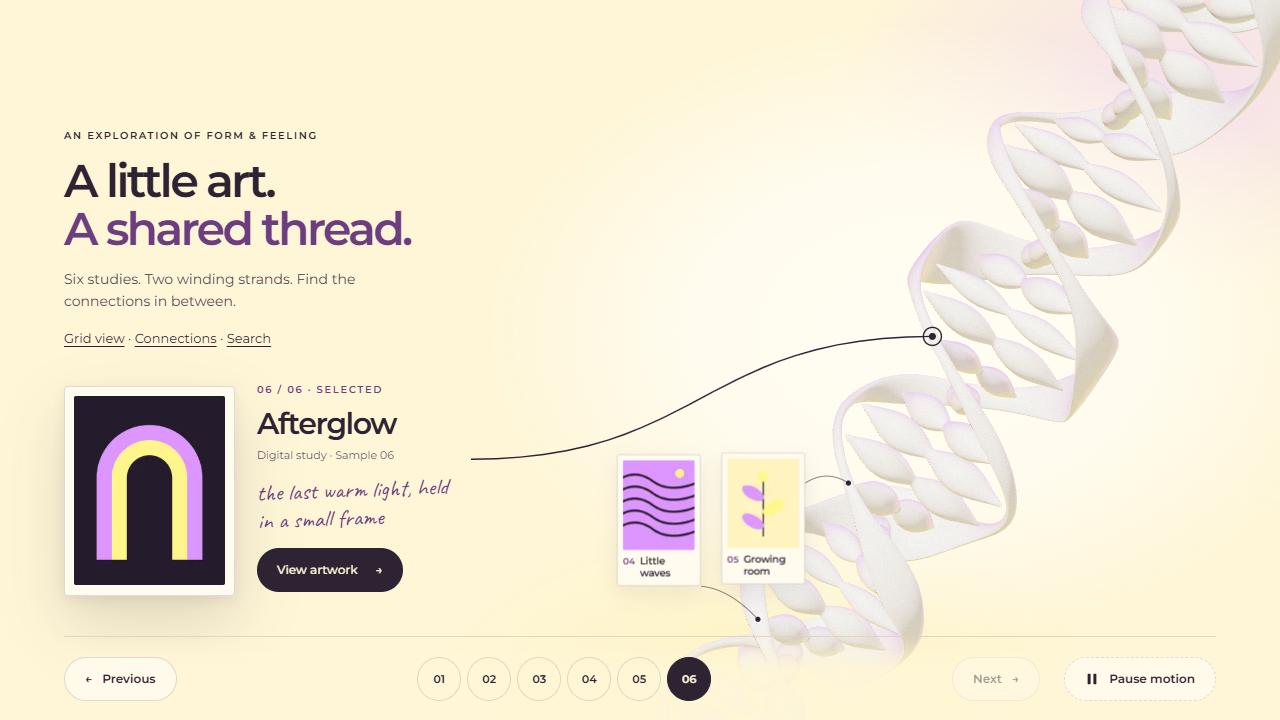 AN EXPLORATION OF FORM & FEELING
A little art.
A shared thread.
Six studies. Two winding strands. Find the
connections in between.
Grid view · Connections · Search
06 / 06 · SELECTED
Afterglow
Digital study · Sample 06
the last warm light, held
in a small frame
View artwork →
04 Little
waves
05 Growing
room
← Previous
01 02 03 04 05 06
Next →
Pause motion